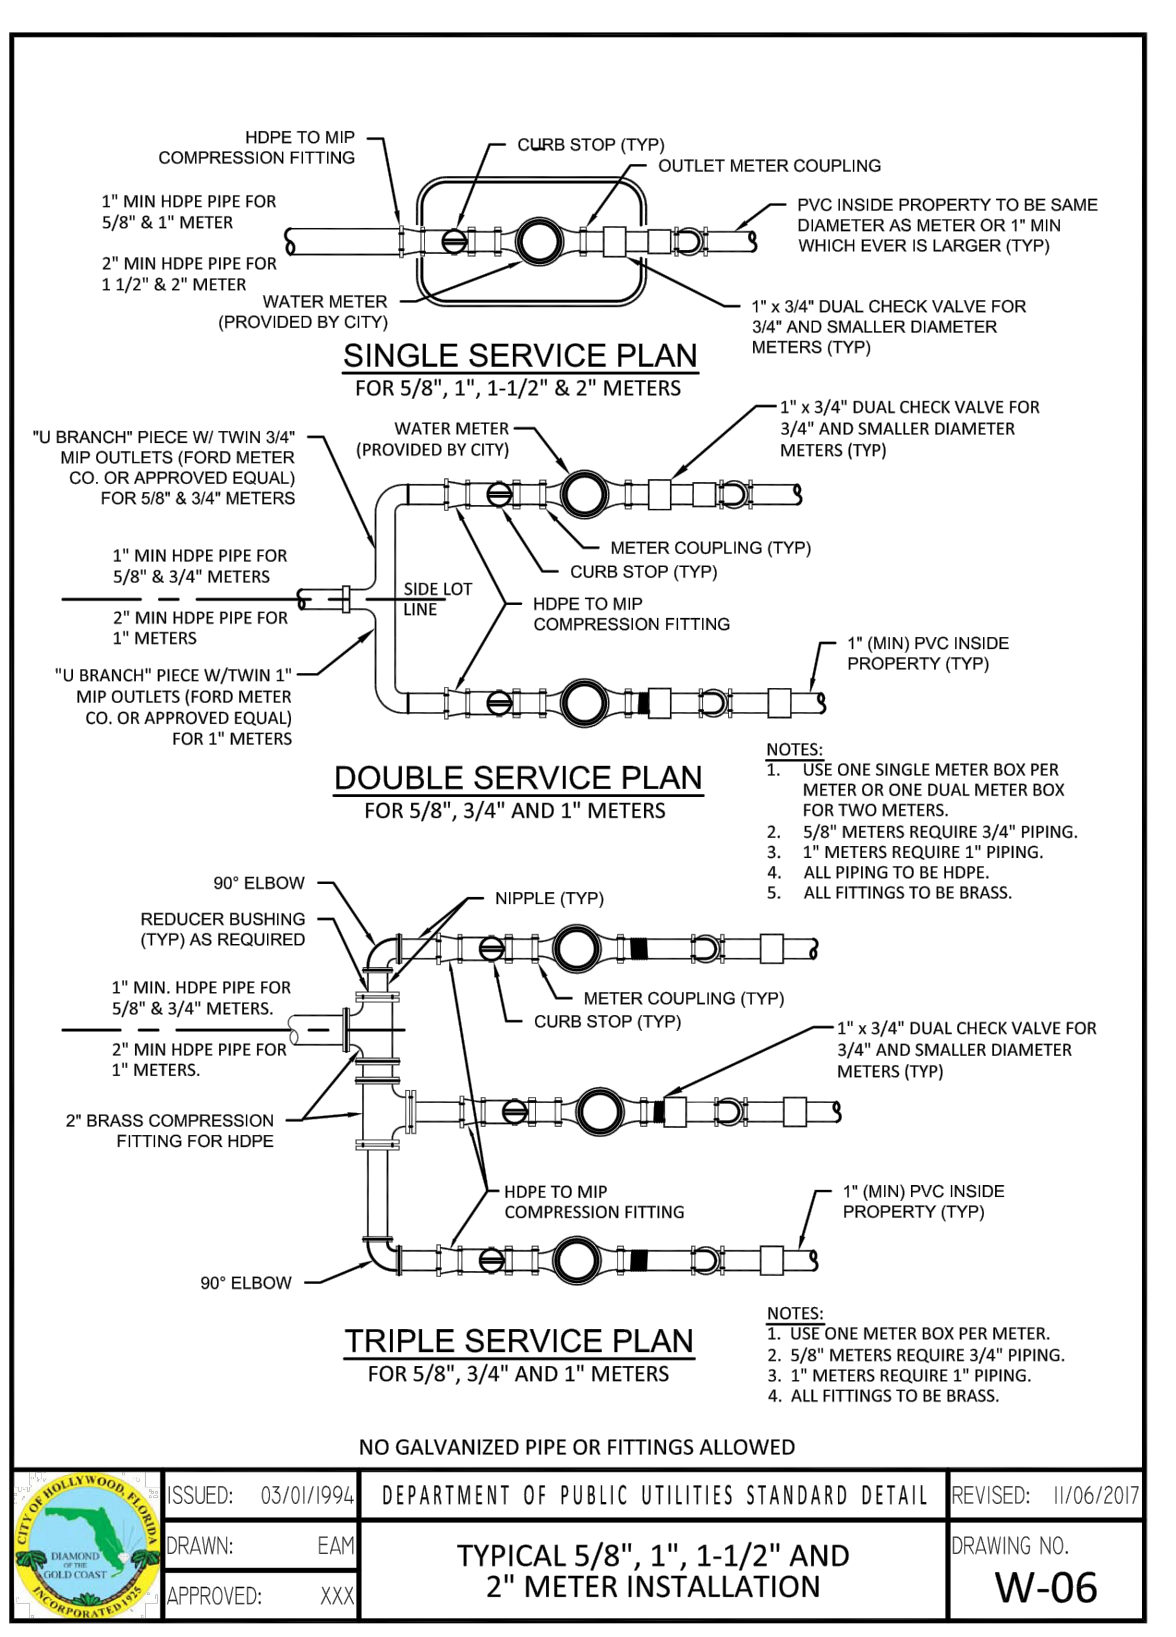 HDPE TO MIP
COMPRESSION FITTING
CURB STOP (TYP)
OUTLET METER COUPLING
1" MIN HDPE PIPE FOR
5/8" & 1" METER
PVC INSIDE PROPERTY TO BE SAME
DIAMETER AS METER OR 1" MIN
WHICH EVER IS LARGER (TYP)
2" MIN HDPE PIPE FOR
1 1/2" & 2" METER
WATER METER
(PROVIDED BY CITY)
1" x 3/4" DUAL CHECK VALVE FOR
3/4" AND SMALLER DIAMETER
METERS (TYP)
SINGLE SERVICE PLAN
FOR 5/8", 1", 1-1/2" & 2" METERS
"U BRANCH" PIECE W/ TWIN 3/4"
MIP OUTLETS (FORD METER
CO. OR APPROVED EQUAL)
FOR 5/8" & 3/4" METERS
WATER METER
(PROVIDED BY CITY)
1" x 3/4" DUAL CHECK VALVE FOR
3/4" AND SMALLER DIAMETER
METERS (TYP)
METER COUPLING (TYP)
CURB STOP (TYP)
1" MIN HDPE PIPE FOR
5/8" & 3/4" METERS
SIDE LOT
LINE
2" MIN HDPE PIPE FOR
1" METERS
HDPE TO MIP
COMPRESSION FITTING
1" (MIN) PVC INSIDE
PROPERTY (TYP)
"U BRANCH" PIECE W/TWIN 1"
MIP OUTLETS (FORD METER
CO. OR APPROVED EQUAL)
FOR 1" METERS
DOUBLE SERVICE PLAN
FOR 5/8", 3/4" AND 1" METERS
NOTES:
1. USE ONE SINGLE METER BOX PER
METER OR ONE DUAL METER BOX
FOR TWO METERS.
2. 5/8" METERS REQUIRE 3/4" PIPING.
3. 1" METERS REQUIRE 1" PIPING.
4. ALL PIPING TO BE HDPE.
5. ALL FITTINGS TO BE BRASS.
90° ELBOW
NIPPLE (TYP)
REDUCER BUSHING
(TYP) AS REQUIRED
1" MIN. HDPE PIPE FOR
5/8" & 3/4" METERS.
METER COUPLING (TYP)
CURB STOP (TYP)
2" MIN HDPE PIPE FOR
1" METERS.
1" x 3/4" DUAL CHECK VALVE FOR
3/4" AND SMALLER DIAMETER
METERS (TYP)
2" BRASS COMPRESSION
FITTING FOR HDPE
HDPE TO MIP
COMPRESSION FITTING
1" (MIN) PVC INSIDE
PROPERTY (TYP)
90° ELBOW
TRIPLE SERVICE PLAN
FOR 5/8", 3/4" AND 1" METERS
NOTES:
1. USE ONE METER BOX PER METER.
2. 5/8" METERS REQUIRE 3/4" PIPING.
3. 1" METERS REQUIRE 1" PIPING.
4. ALL FITTINGS TO BE BRASS.
NO GALVANIZED PIPE OR FITTINGS ALLOWED
CITY OF HOLLYWOOD, FLORIDA
DIAMOND
OF THE
GOLD COAST
INCORPORATED 1925
ISSUED: 03/01/1994
DRAWN: EAM
APPROVED: XXX
DEPARTMENT OF PUBLIC UTILITIES STANDARD DETAIL
TYPICAL 5/8", 1", 1-1/2" AND
2" METER INSTALLATION
REVISED: 11/06/2017
DRAWING NO.
W-06